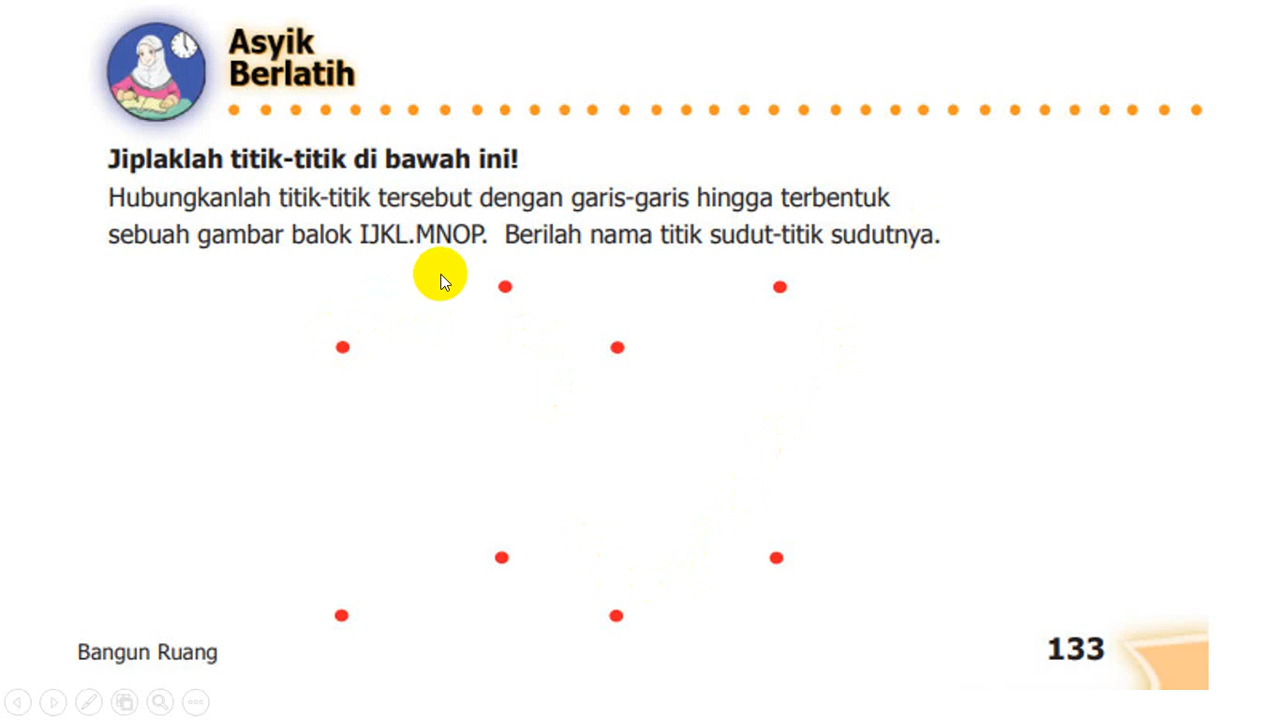 Asyik
Berlatih
Jiplaklah titik-titik di bawah ini!
Hubungkanlah titik-titik tersebut dengan garis-garis hingga terbentuk
sebuah gambar balok IJKL.MNOP. Berilah nama titik sudut-titik sudutnya.
Bangun Ruang
133